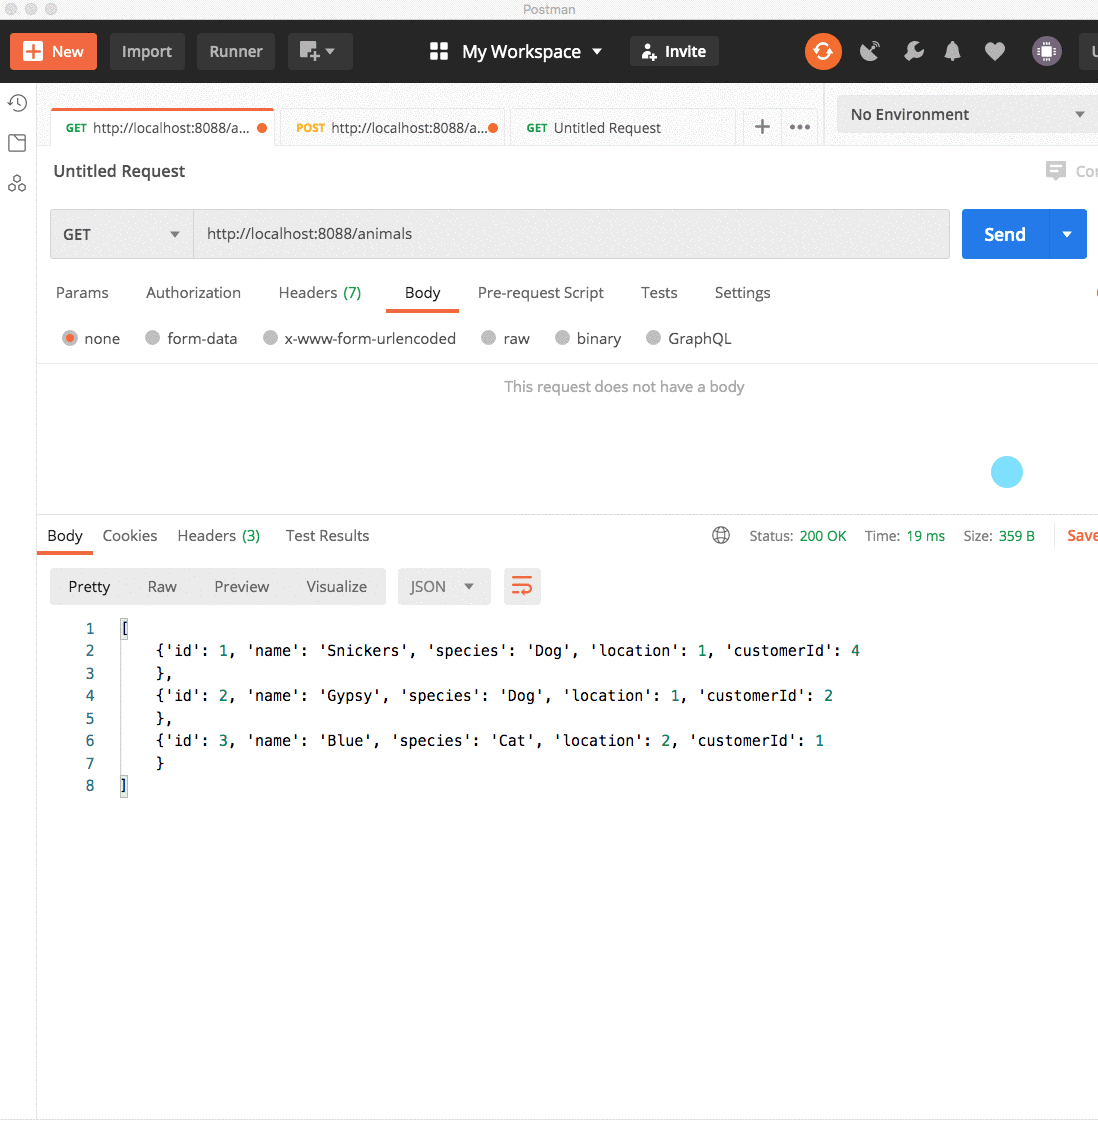 Postman
New Import Runner My Workspace Invite U
GET http://localhost:8088/a... POST http://localhost:8088/a... GET Untitled Request No Environment
Untitled Request Con
GET http://localhost:8088/animals Send
Params Authorization Headers (7) Body Pre-request Script Tests Settings
none form-data x-www-form-urlencoded raw binary GraphQL
This request does not have a body
Body Cookies Headers (3) Test Results Status: 200 OK Time: 19 ms Size: 359 B Save
Pretty Raw Preview Visualize JSON
1 [
2 {'id': 1, 'name': 'Snickers', 'species': 'Dog', 'location': 1, 'customerId': 4
3 },
4 {'id': 2, 'name': 'Gypsy', 'species': 'Dog', 'location': 1, 'customerId': 2
5 },
6 {'id': 3, 'name': 'Blue', 'species': 'Cat', 'location': 2, 'customerId': 1
7 }
8 ]